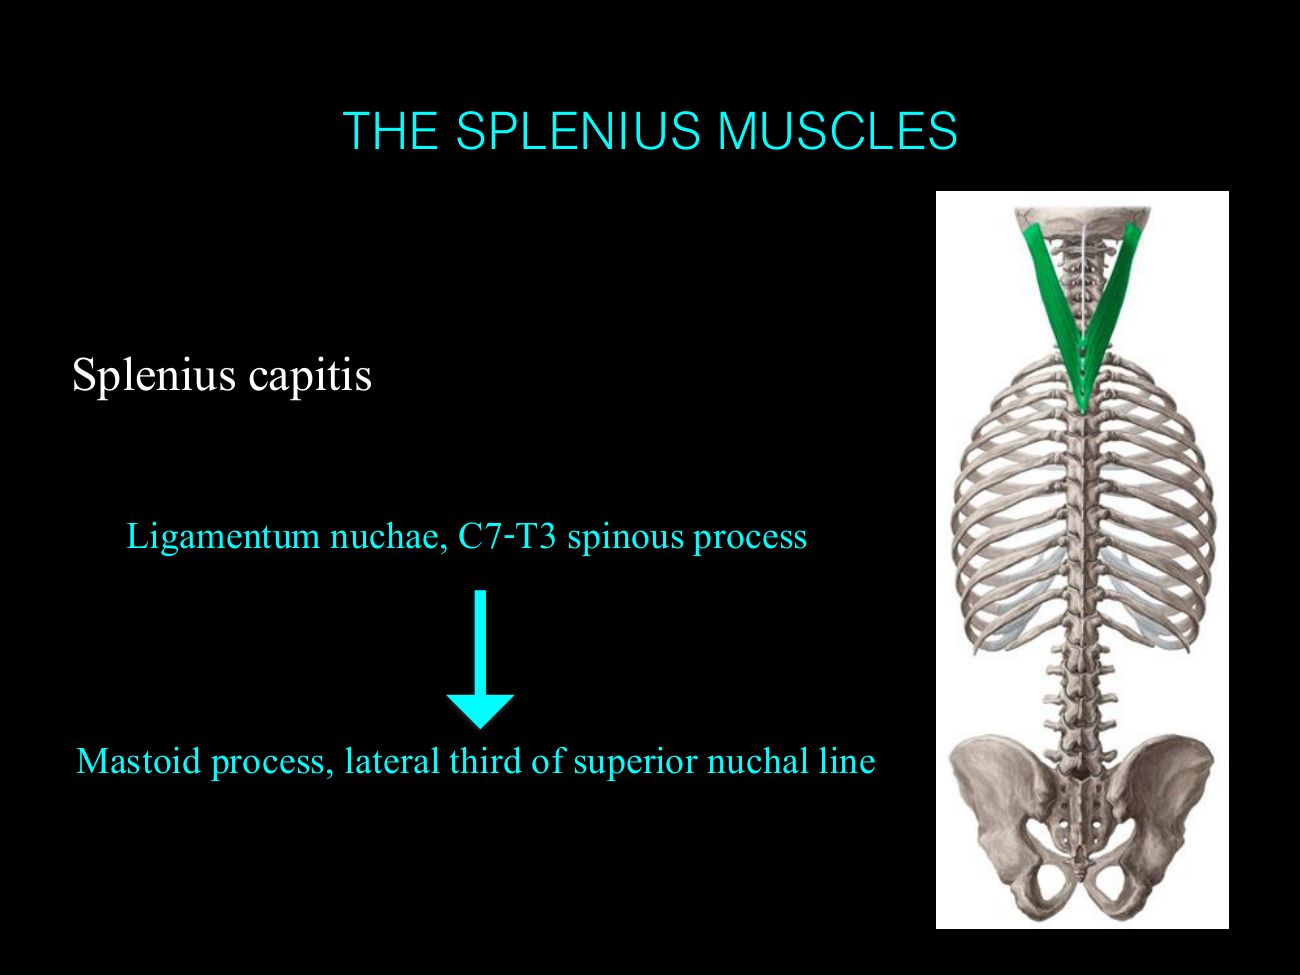 THE SPLENIUS MUSCLES
Splenius capitis
Ligamentum nuchae, C7-T3 spinous process
Mastoid process, lateral third of superior nuchal line